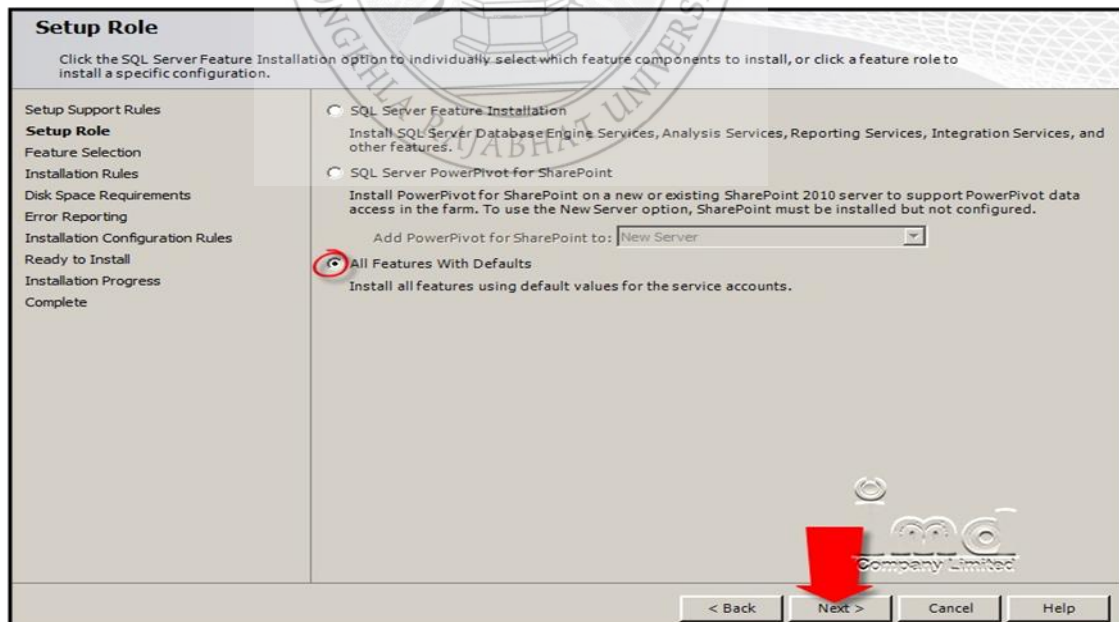 Setup Role
Click the SQL Server Feature Installation option to individually select which feature components to install, or click a feature role to
install a specific configuration.
Setup Support Rules
Setup Role
Feature Selection
Installation Rules
Disk Space Requirements
Error Reporting
Installation Configuration Rules
Ready to Install
Installation Progress
Complete
SQL Server Feature Installation
Install SQL Server Database Engine Services, Analysis Services, Reporting Services, Integration Services, and
other features.
SQL Server PowerPivot for SharePoint
Install PowerPivot for SharePoint on a new or existing SharePoint 2010 server to support PowerPivot data
access in the farm. To use the New Server option, SharePoint must be installed but not configured.
Add PowerPivot for SharePoint to: New Server
All Features With Defaults
Install all features using default values for the service accounts.
ima
Company Limited
< Back
Next >
Cancel
Help
RAJABHAT UNIVERS